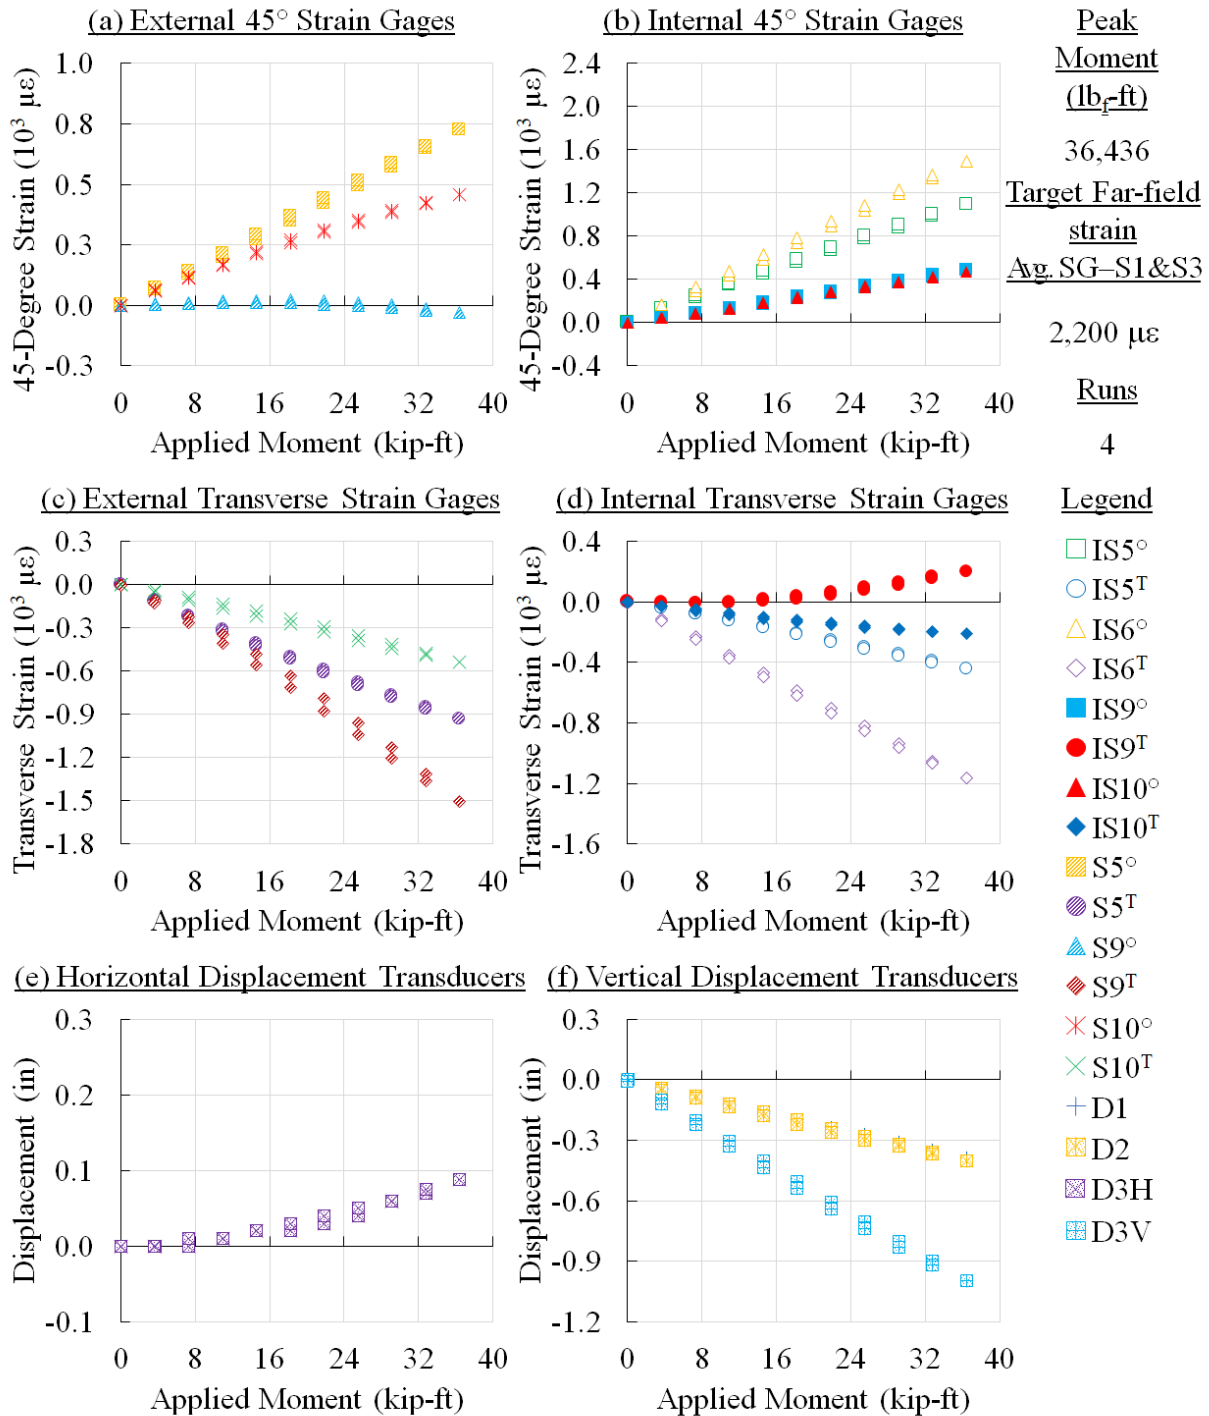 (a) External 45° Strain Gages
45-Degree Strain (10³ με)
1.0
0.8
0.5
0.3
0.0
-0.3
0 8 16 24 32 40
Applied Moment (kip-ft)
(b) Internal 45° Strain Gages
45-Degree Strain (10³ με)
2.4
2.0
1.6
1.2
0.8
0.4
0.0
-0.4
0 8 16 24 32 40
Applied Moment (kip-ft)
Peak
Moment
(lb_f-ft)
36,436
Target Far-field
strain
Avg. SG–S1&S3
2,200 με
Runs
4
(c) External Transverse Strain Gages
Transverse Strain (10³ με)
0.3
0.0
-0.3
-0.6
-0.9
-1.2
-1.5
-1.8
0 8 16 24 32 40
Applied Moment (kip-ft)
(d) Internal Transverse Strain Gages
Transverse Strain (10³ με)
0.4
0.0
-0.4
-0.8
-1.2
-1.6
0 8 16 24 32 40
Applied Moment (kip-ft)
(e) Horizontal Displacement Transducers
Displacement (in)
0.3
0.2
0.1
0.0
-0.1
0 8 16 24 32 40
Applied Moment (kip-ft)
(f) Vertical Displacement Transducers
Displacement (in)
0.3
0.0
-0.3
-0.6
-0.9
-1.2
0 8 16 24 32 40
Applied Moment (kip-ft)
Legend
IS5°
IS5ᵀ
IS6°
IS6ᵀ
IS9°
IS9ᵀ
IS10°
IS10ᵀ
S5°
S5ᵀ
S9°
S9ᵀ
S10°
S10ᵀ
D1
D2
D3H
D3V